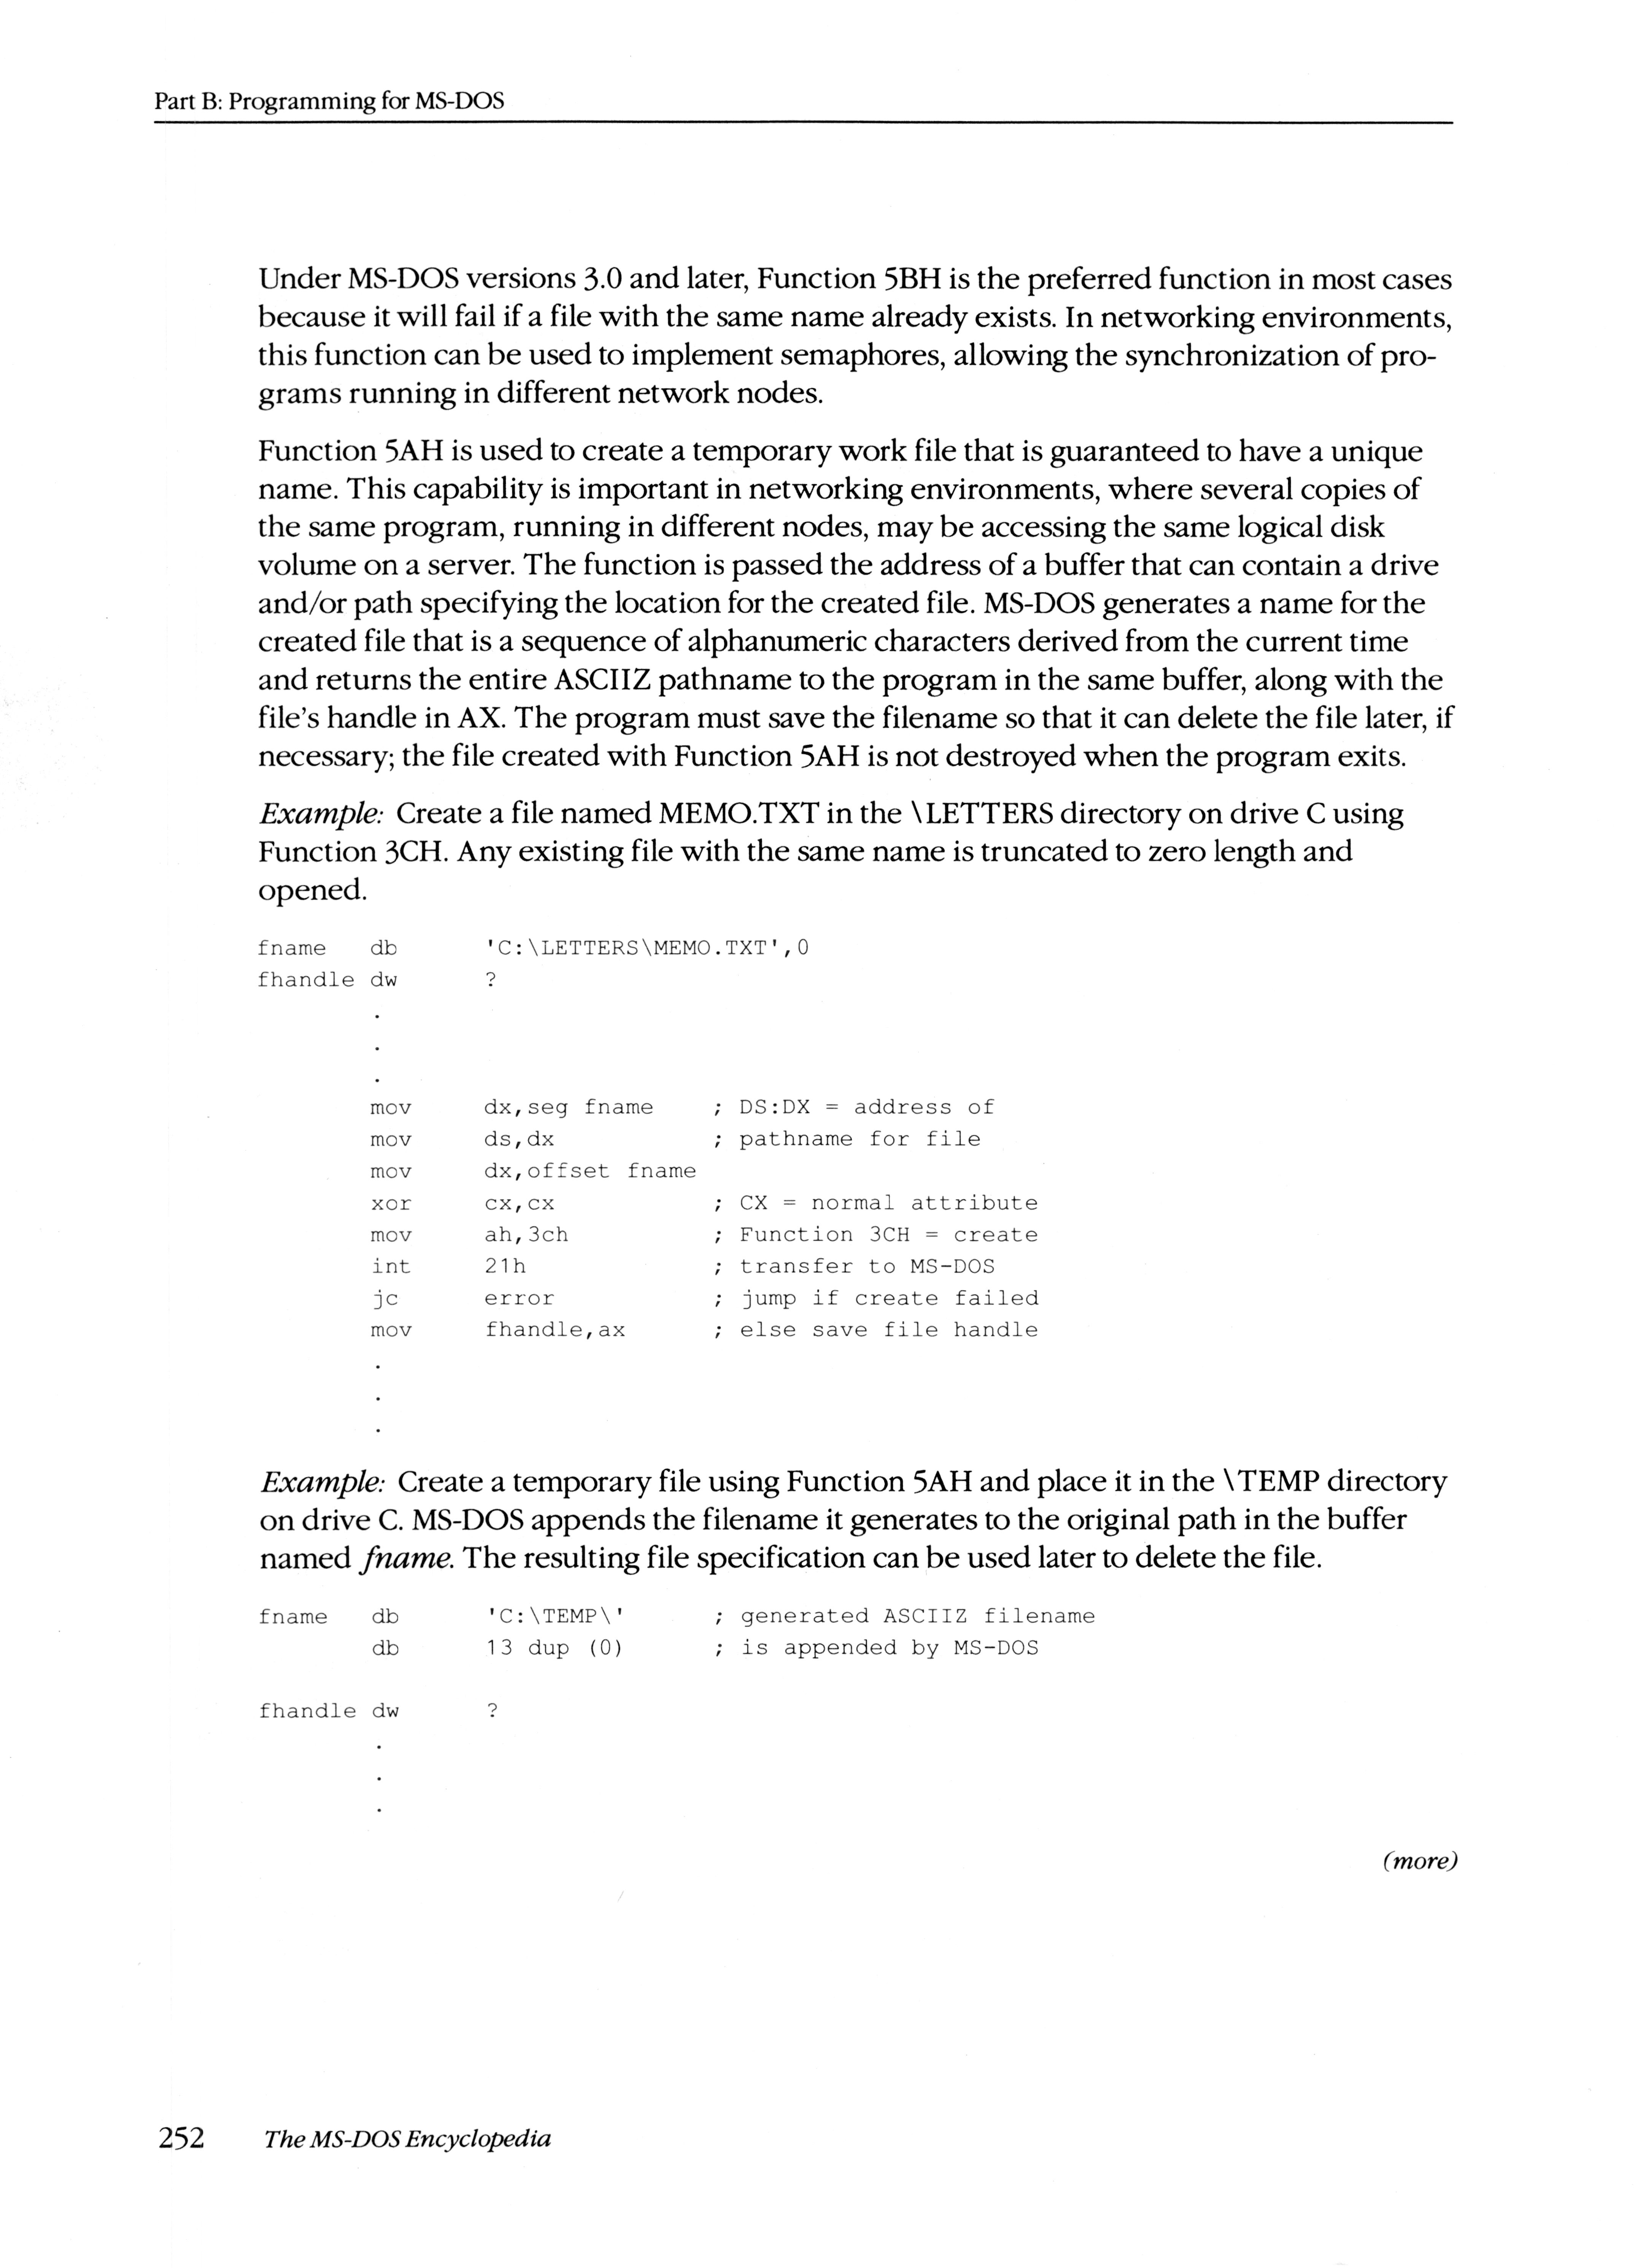 Part B: Programming for MS-DOS
Under MS-DOS versions 3.0 and later, Function 5BH is the preferred function in most cases
because it will fail if a file with the same name already exists. In networking environments,
this function can be used to implement semaphores, allowing the synchronization of pro-
grams running in different network nodes.
Function 5AH is used to create a temporary work file that is guaranteed to have a unique
name. This capability is important in networking environments, where several copies of
the same program, running in different nodes, may be accessing the same logical disk
volume on a server. The function is passed the address of a buffer that can contain a drive
and/or path specifying the location for the created file. MS-DOS generates a name for the
created file that is a sequence of alphanumeric characters derived from the current time
and returns the entire ASCIIZ pathname to the program in the same buffer, along with the
file's handle in AX. The program must save the filename so that it can delete the file later, if
necessary; the file created with Function 5AH is not destroyed when the program exits.
Example: Create a file named MEMO.TXT in the \LETTERS directory on drive C using
Function 3CH. Any existing file with the same name is truncated to zero length and
opened.
fname   db      'C:\LETTERS\MEMO.TXT',0
fhandle dw      ?
        .
        .
        .
        mov     dx,seg fname    ; DS:DX = address of
        mov     ds,dx           ; pathname for file
        mov     dx,offset fname
        xor     cx,cx           ; CX = normal attribute
        mov     ah,3ch          ; Function 3CH = create
        int     21h             ; transfer to MS-DOS
        jc      error           ; jump if create failed
        mov     fhandle,ax      ; else save file handle
        .
        .
        .
Example: Create a temporary file using Function 5AH and place it in the \TEMP directory
on drive C. MS-DOS appends the filename it generates to the original path in the buffer
named fname. The resulting file specification can be used later to delete the file.
fname   db      'C:\TEMP\'      ; generated ASCIIZ filename
        db      13 dup (0)      ; is appended by MS-DOS
fhandle dw      ?
        .
        .
        .
(more)
252 The MS-DOS Encyclopedia